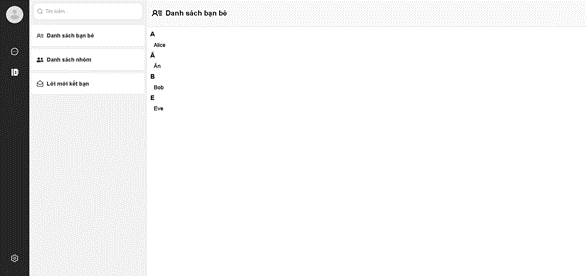 Tìm kiếm...
Danh sách bạn bè
Danh sách nhóm
Lời mời kết bạn
Danh sách bạn bè
A
Alice
Â
Ân
B
Bob
E
Eve